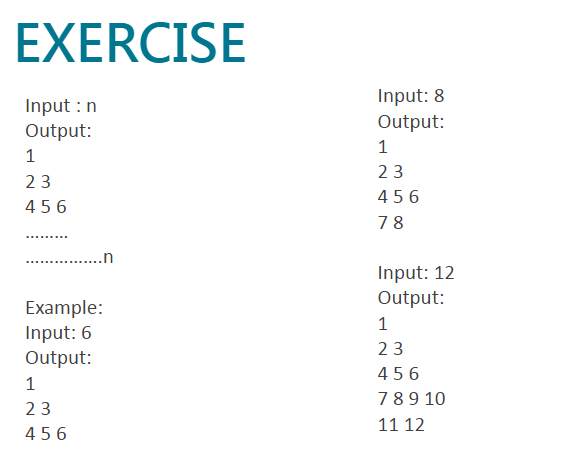 EXERCISE
Input : n
Output:
1
2 3
4 5 6
.........
................n
Example:
Input: 6
Output:
1
2 3
4 5 6
Input: 8
Output:
1
2 3
4 5 6
7 8
Input: 12
Output:
1
2 3
4 5 6
7 8 9 10
11 12